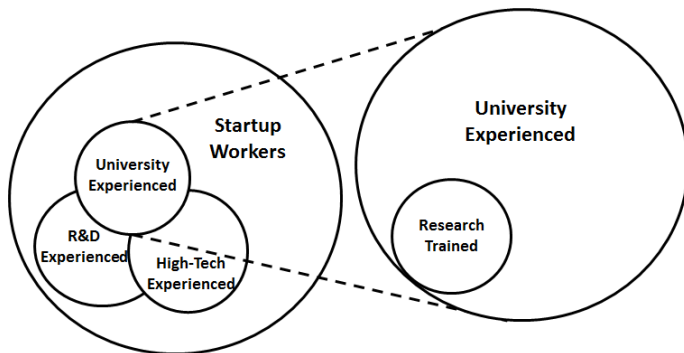 Startup
Workers
University
Experienced
R&D
Experienced
High-Tech
Experienced
University
Experienced
Research
Trained